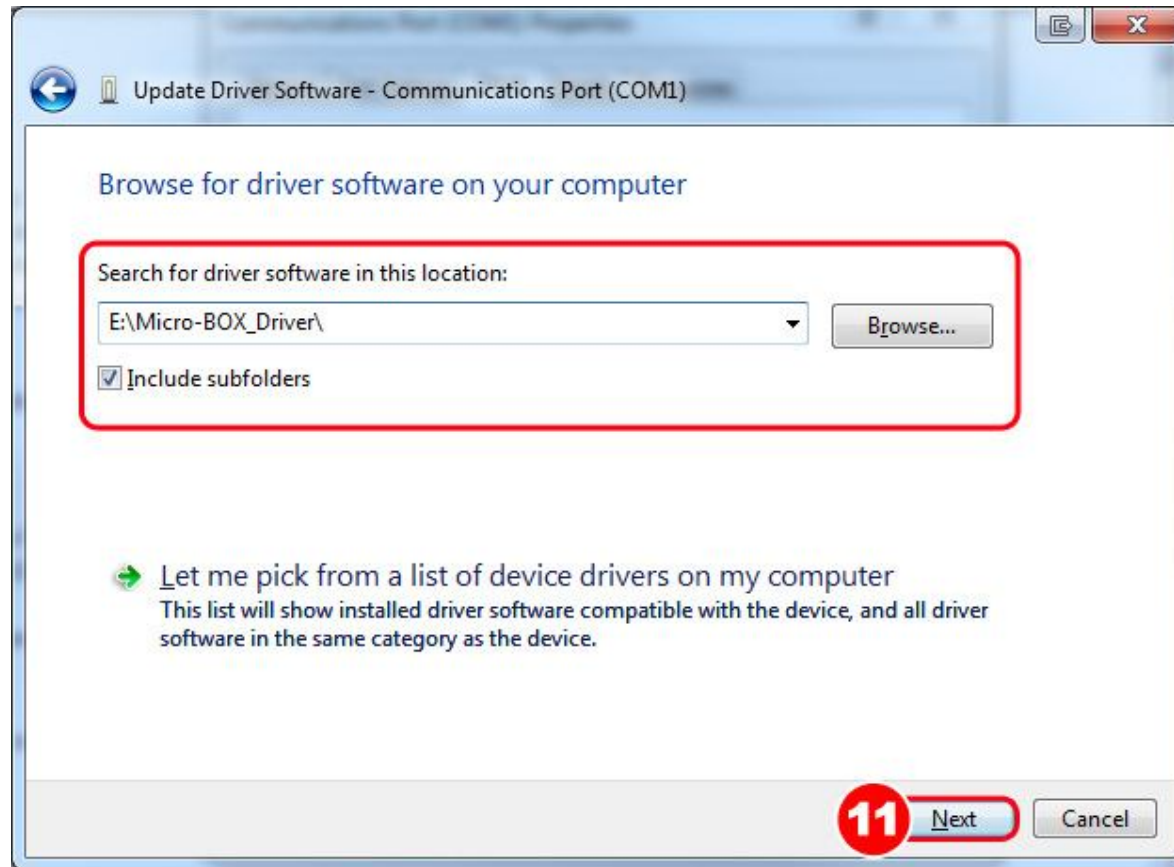 Update Driver Software - Communications Port (COM1)
Browse for driver software on your computer
Search for driver software in this location:
E:\Micro-BOX_Driver\
Browse...
Include subfolders
Let me pick from a list of device drivers on my computer
This list will show installed driver software compatible with the device, and all driver
software in the same category as the device.
11 Next Cancel